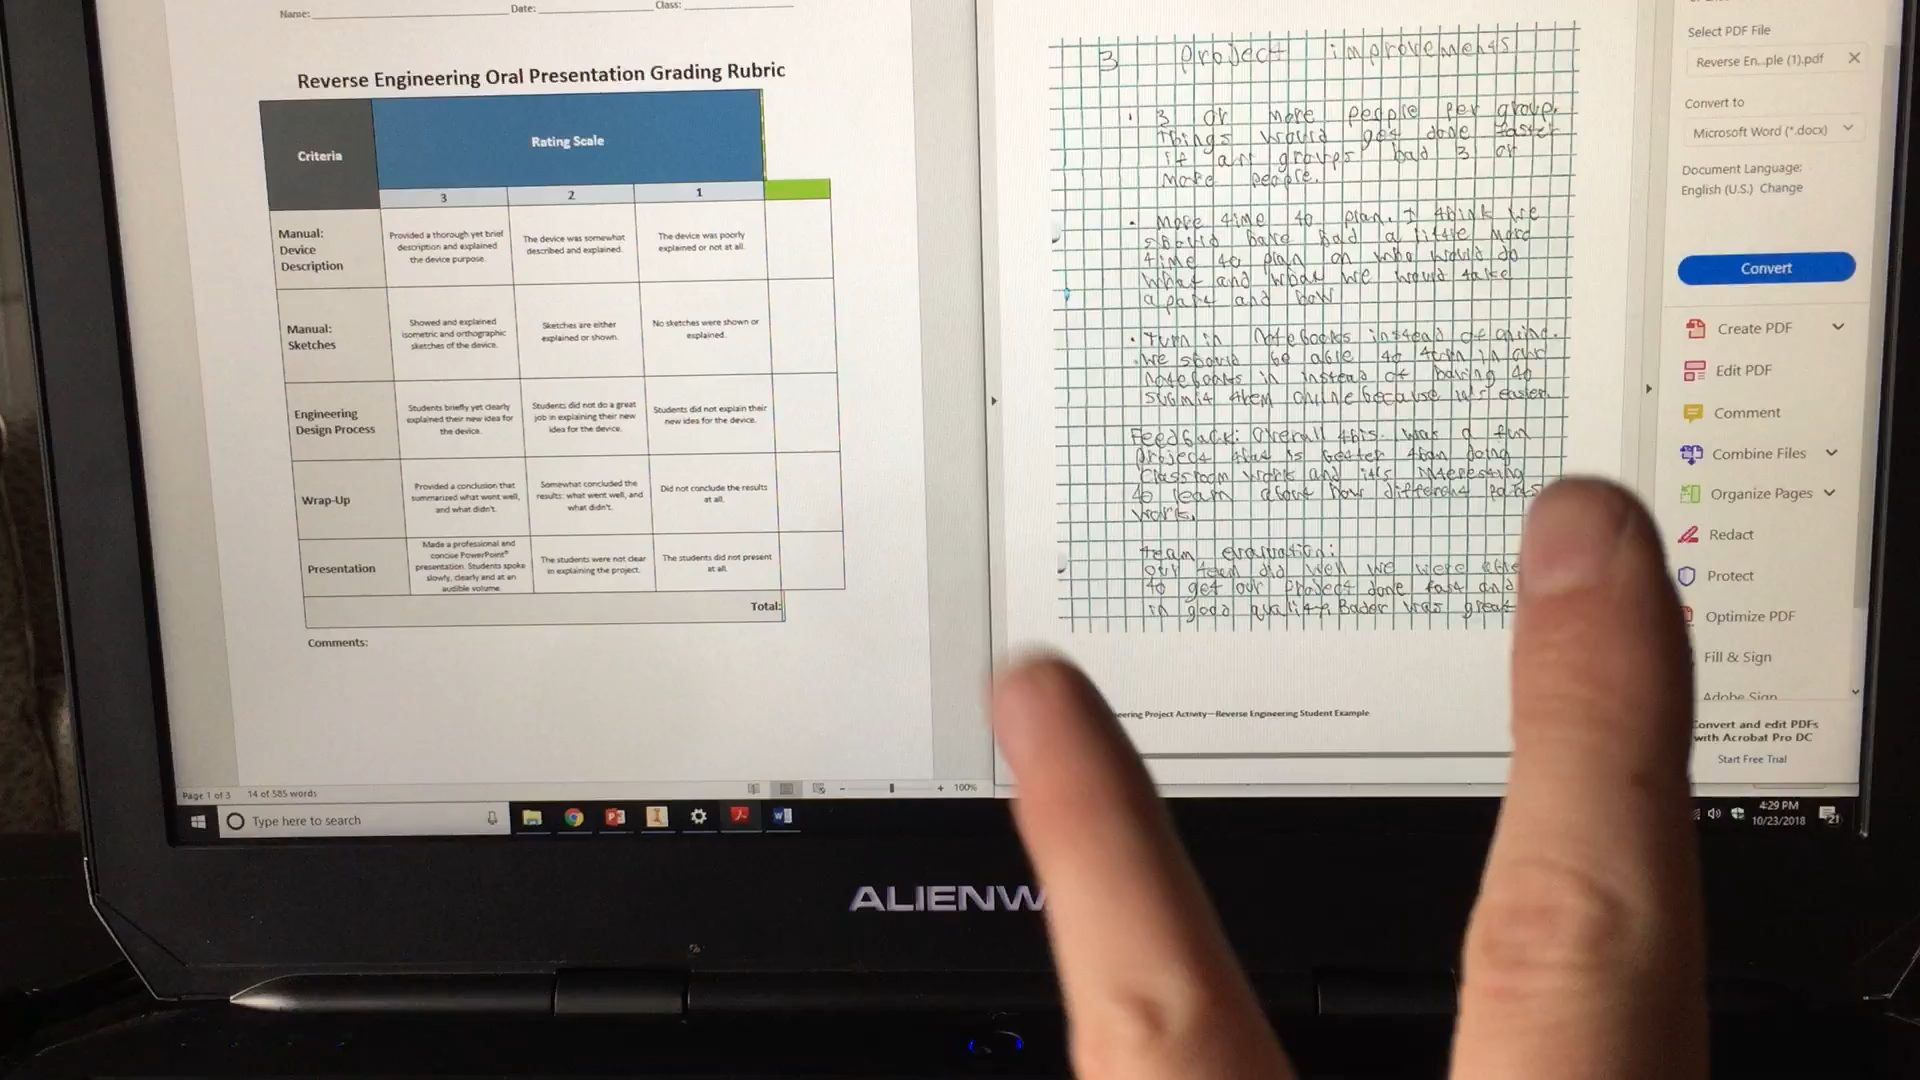 Name: Date: Class:
Reverse Engineering Oral Presentation Grading Rubric
Criteria
Rating Scale
3 2 1
Manual:
Device
Description
Provided a thorough yet brief
description and explained
the device purpose.
The device was somewhat
described and explained.
The device was poorly
explained or not at all.
Manual:
Sketches
Showed and explained
isometric and orthographic
sketches of the device.
Sketches are either
explained or shown.
No sketches were shown or
explained.
Engineering
Design Process
Students briefly yet clearly
explained their new idea for
the device.
Students did not do a great
job in explaining their new
idea for the device.
Students did not explain their
new idea for the device.
Wrap-Up
Provided a conclusion that
summarized what went well,
and what didn't.
Somewhat concluded the
results: what went well, and
what didn't.
Did not conclude the results
at all.
Presentation
Made a professional and
concise PowerPoint®
presentation. Students spoke
slowly, clearly and at an
audible volume.
The students were not clear
in explaining the project.
The students did not present
at all.
Total:
Comments:
Page 1 of 3 14 of 585 words
100%
3 project improvements
· 3 or more people per group.
Things would get done faster
if all groups had 3 or
more people.
· More time to plan. I think we
should have had a little more
time to plan on who would do
what and what we would take
apart and how
· turn in notebooks instead of
we should be able to turn in our
notebooks in instead of having to
submit them online because it's easier
Feedback: Overall this was a fun
project that is better than doing
classroom work and it's interesting
to learn about how different parts
work.
team evaluation:
our team did well we were able
to get our project done fast and
in good quality. Bader was great
eering Project Activity—Reverse Engineering Student Example
Select PDF File
Reverse En...ple (1).pdf
Convert to
Microsoft Word (*.docx)
Document Language:
English (U.S.) Change
Convert
Create PDF
Edit PDF
Comment
Combine Files
Organize Pages
Redact
Protect
Optimize PDF
Fill & Sign
Adobe Sign
Convert and edit PDFs
with Acrobat Pro DC
Start Free Trial
Type here to search
4:29 PM
10/23/2018
21
ALIENW